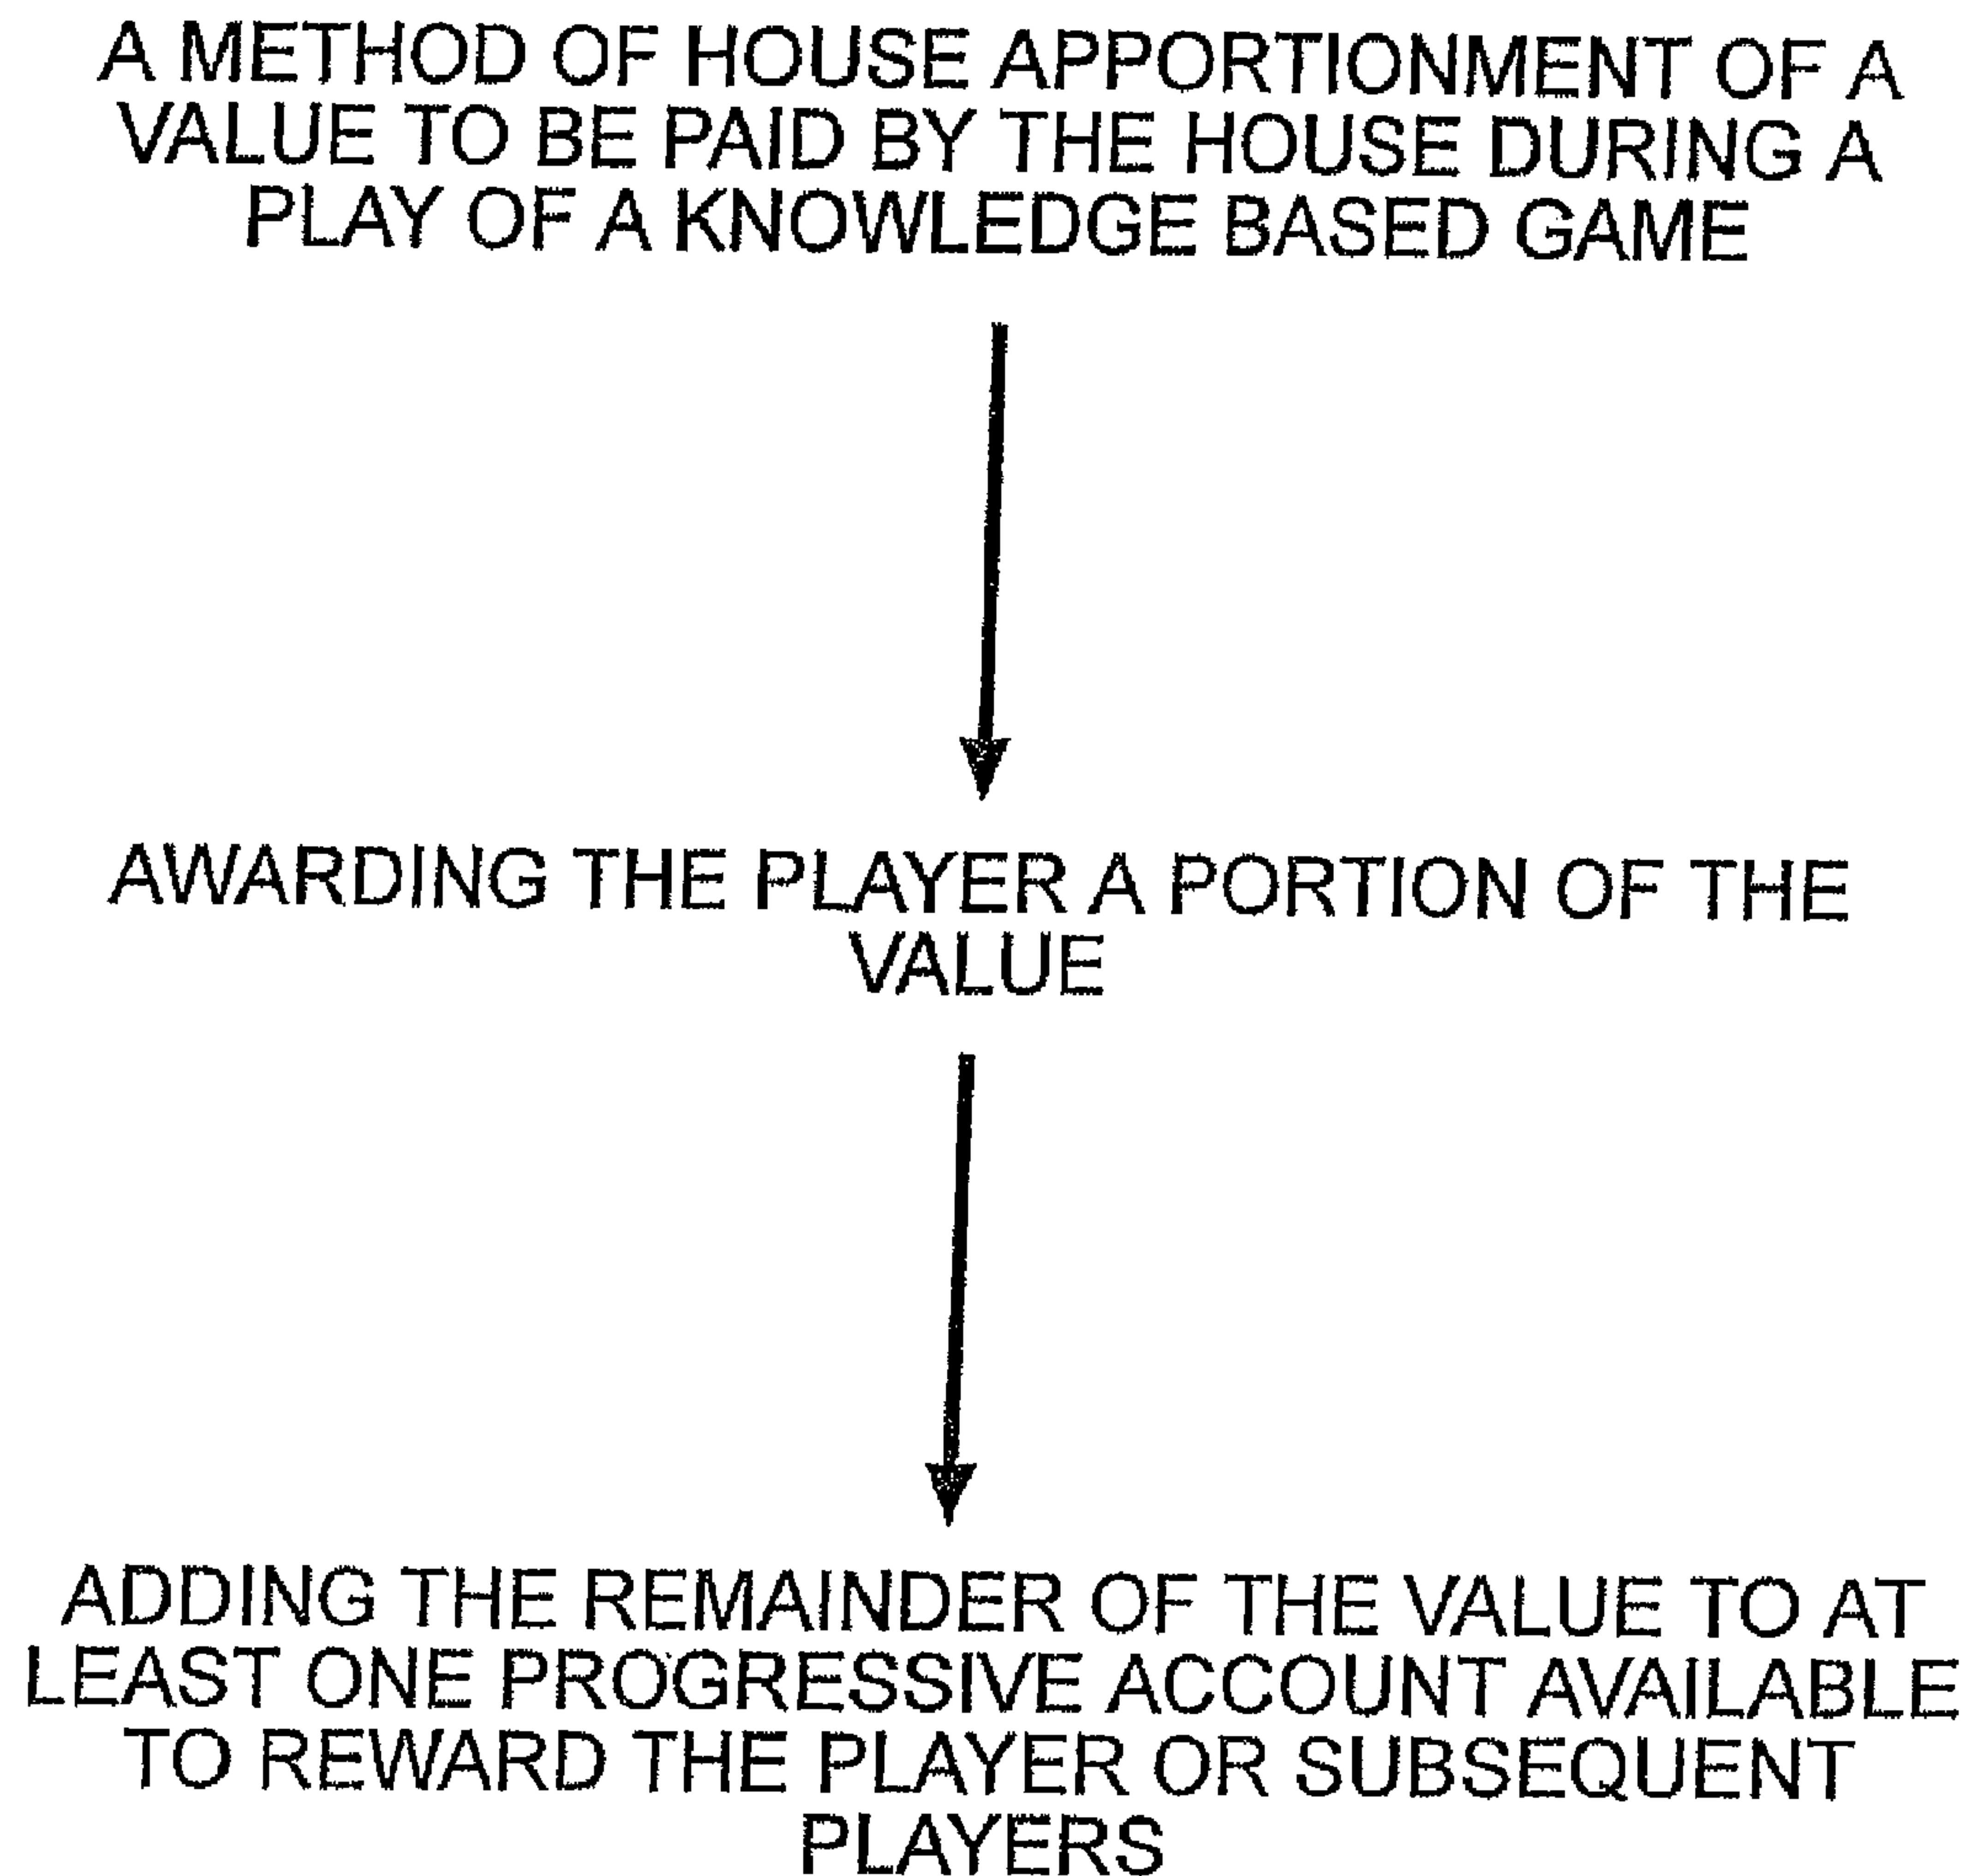 A METHOD OF HOUSE APPORTIONMENT OF A
VALUE TO BE PAID BY THE HOUSE DURING A
PLAY OF A KNOWLEDGE BASED GAME
AWARDING THE PLAYER A PORTION OF THE
VALUE
ADDING THE REMAINDER OF THE VALUE TO AT
LEAST ONE PROGRESSIVE ACCOUNT AVAILABLE
TO REWARD THE PLAYER OR SUBSEQUENT
PLAYERS